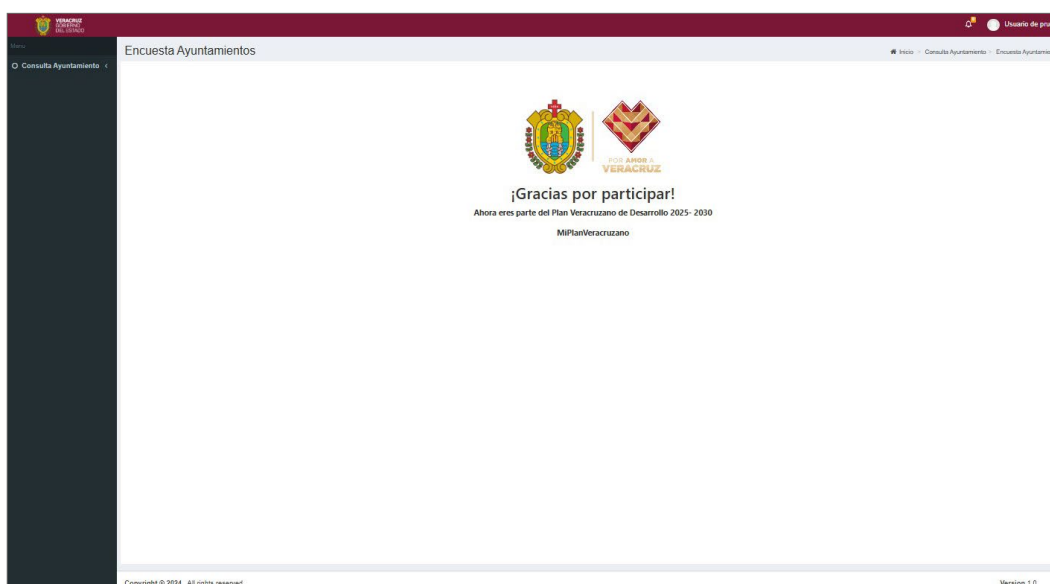 VERACRUZ
GOBIERNO
DEL ESTADO
Usuario de pru
Menu
Encuesta Ayuntamientos
Inicio > Consulta Ayuntamiento > Encuesta Ayuntamie
Consulta Ayuntamiento
POR AMOR A
VERACRUZ
¡Gracias por participar!
Ahora eres parte del Plan Veracruzano de Desarrollo 2025- 2030
MiPlanVeracruzano
Copyright © 2024 . All rights reserved.
Version 1.0